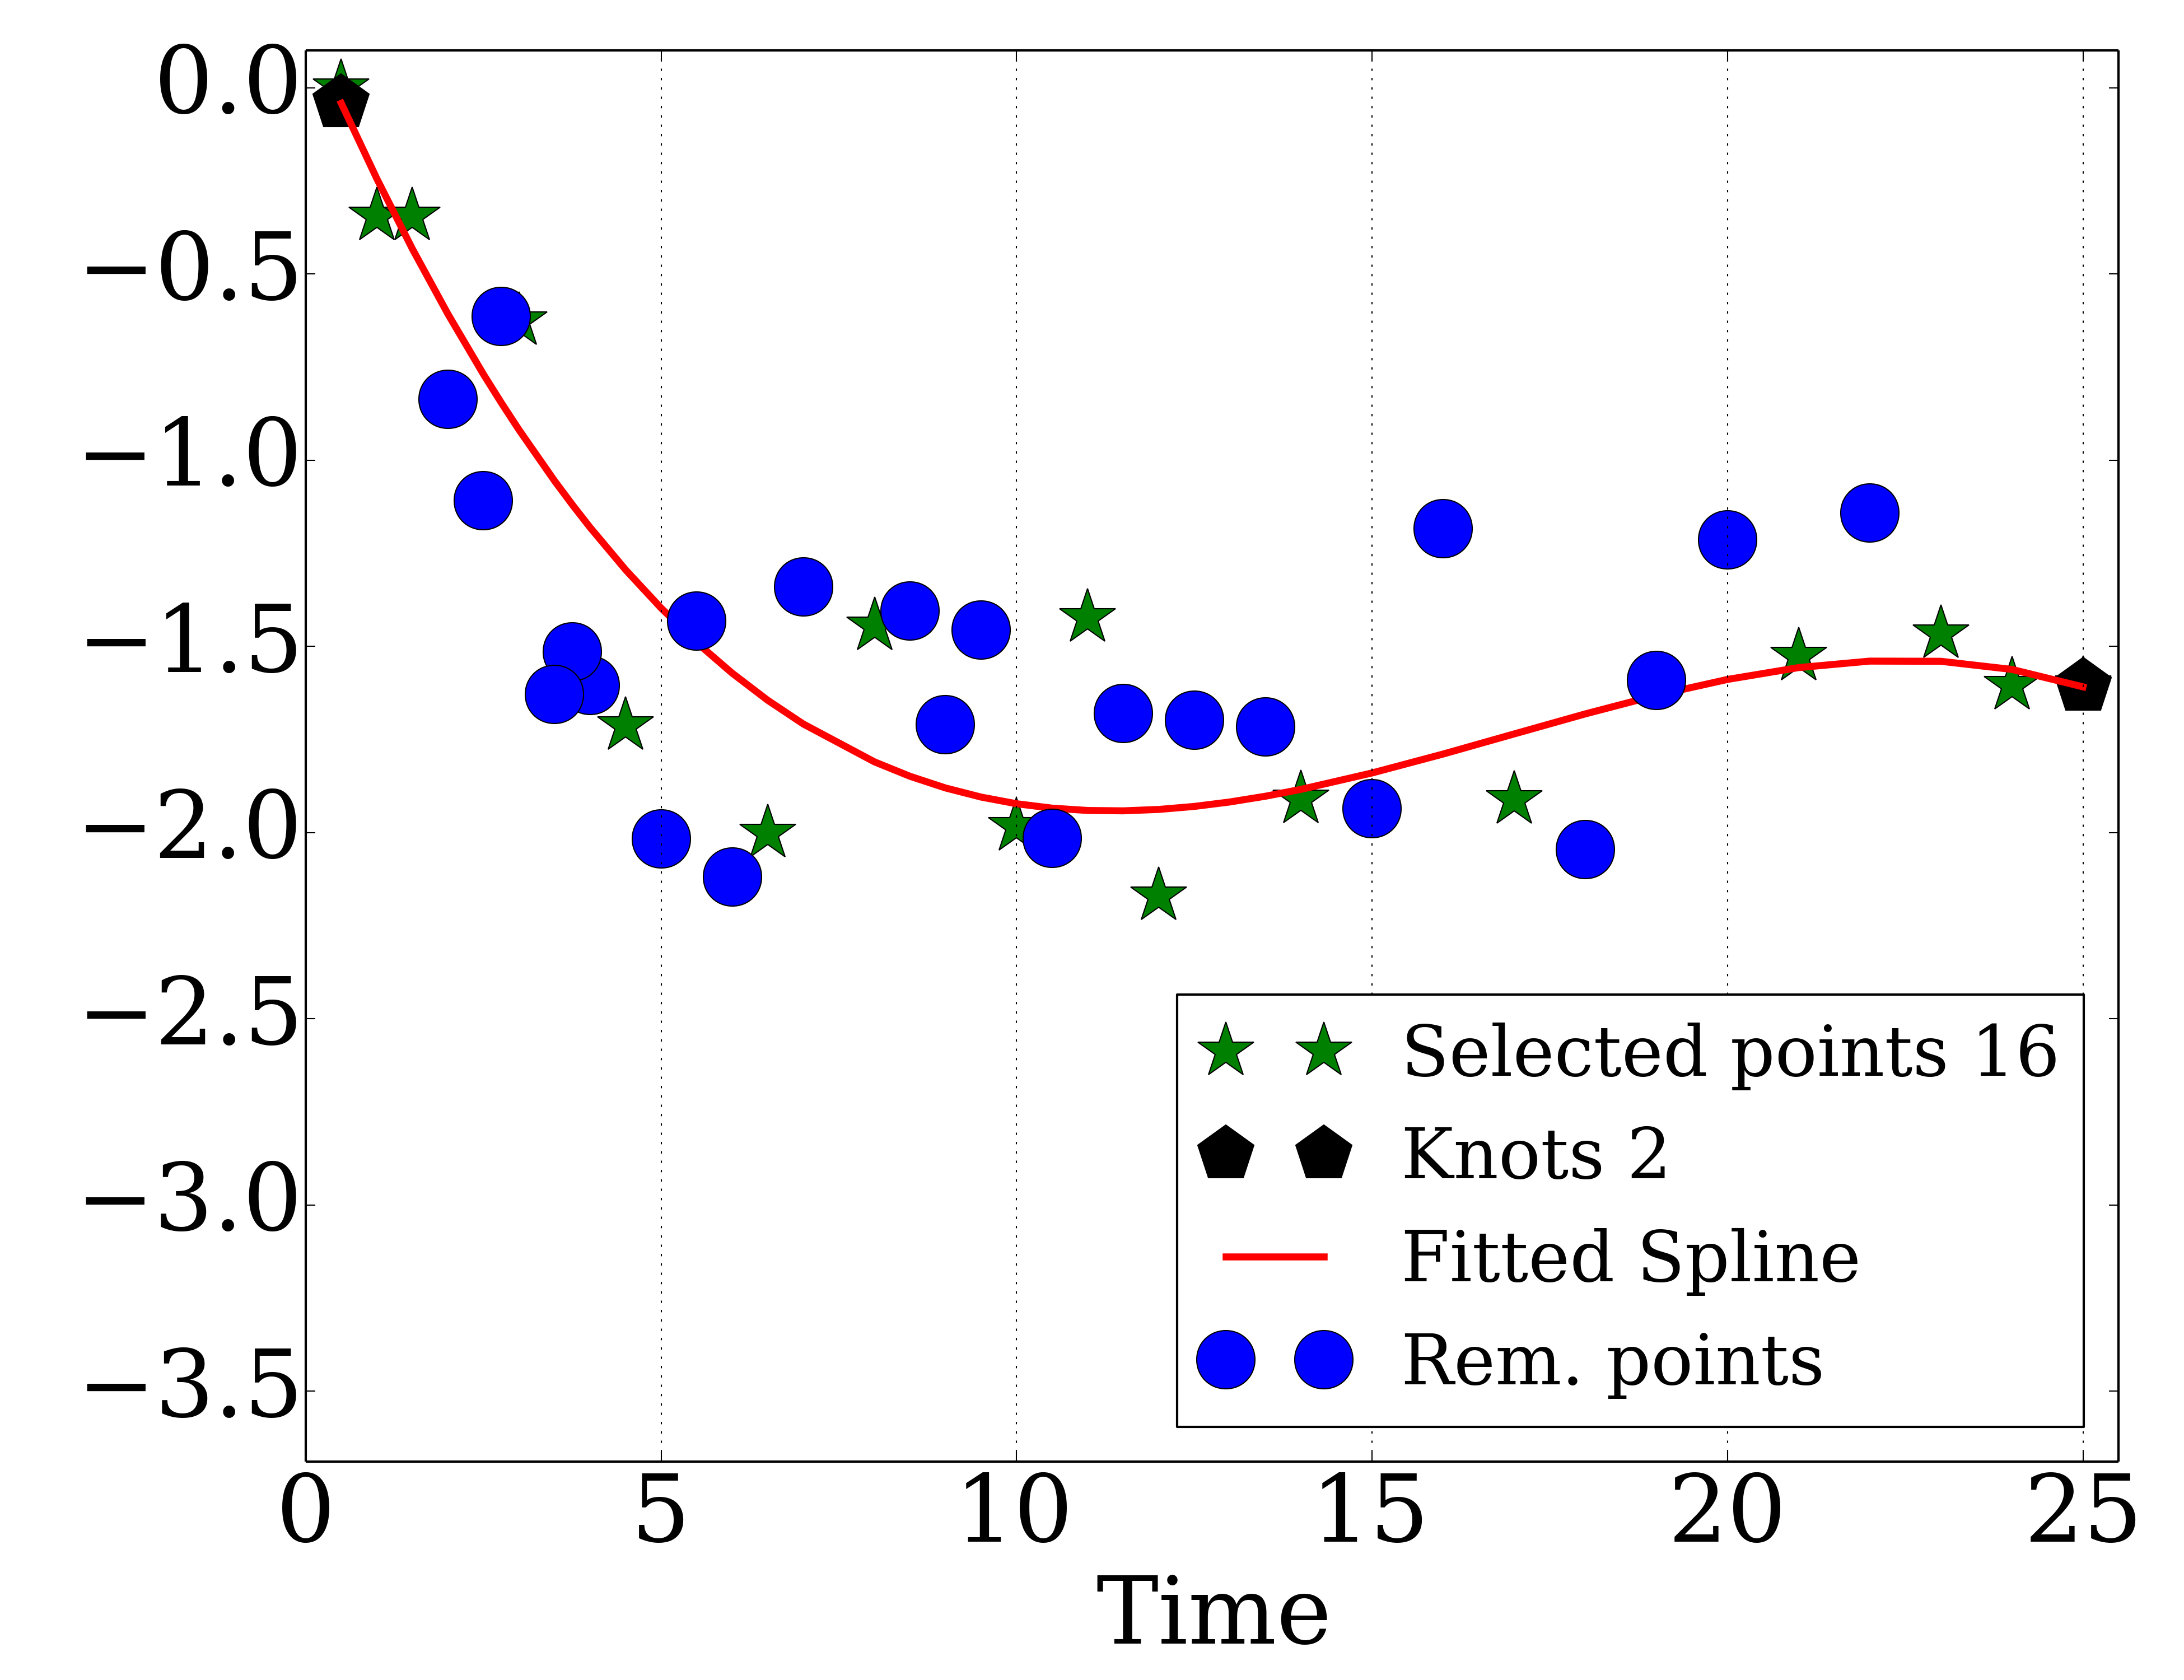 0.0
−0.5
−1.0
−1.5
−2.0
−2.5
−3.0
−3.5
Selected points 16
Knots 2
Fitted Spline
Rem. points
0 5 10 15 20 25
Time